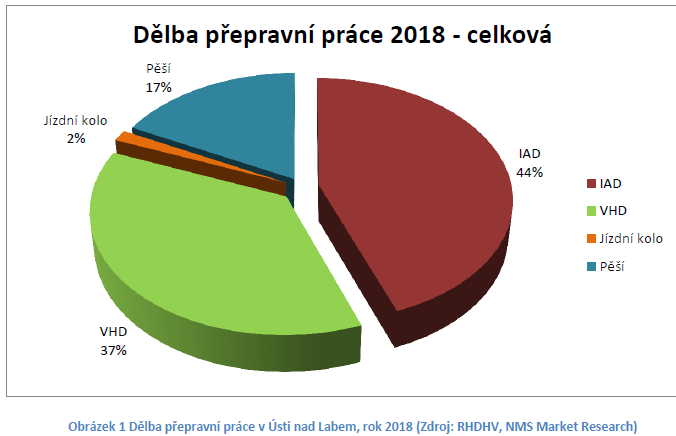 Dělba přepravní práce 2018 - celková
Pěší
17%
Jízdní kolo
2%
IAD
44%
VHD
37%
IAD
VHD
Jízdní kolo
Pěší
Obrázek 1 Dělba přepravní práce v Ústí nad Labem, rok 2018 (Zdroj: RHDHV, NMS Market Research)